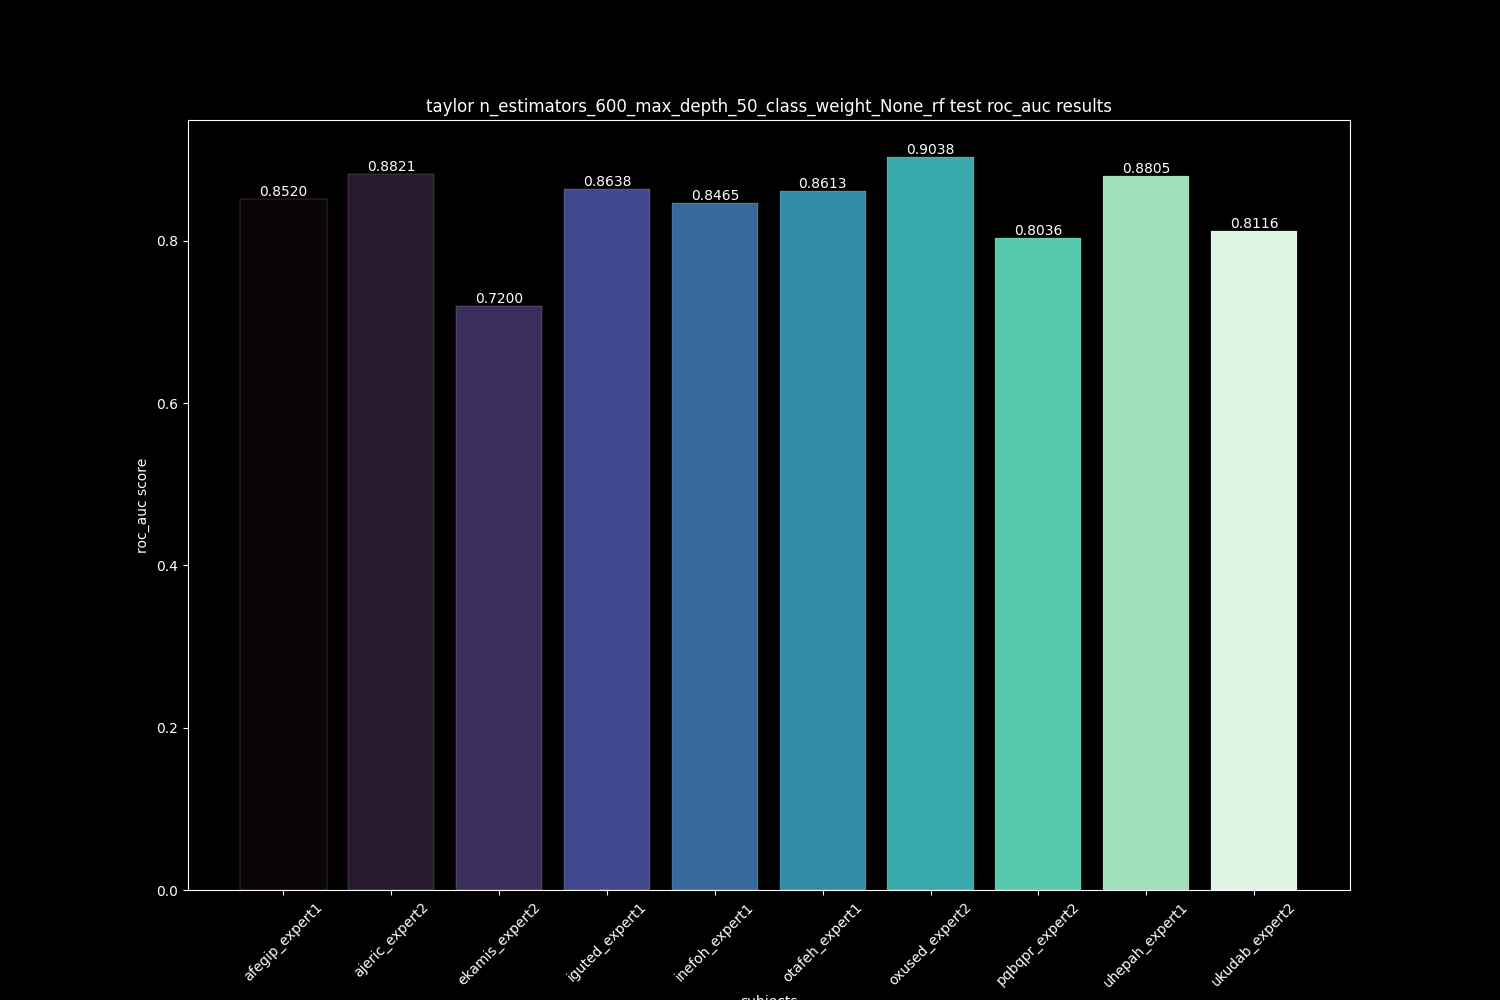 taylor n_estimators_600_max_depth_50_class_weight_None_rf test roc_auc results
0.8520
0.8821
0.7200
0.8638
0.8465
0.8613
0.9038
0.8036
0.8805
0.8116
0.8
0.6
0.4
0.2
0.0
roc_auc score
afegip_expert1
ajeric_expert2
ekamis_expert2
iguted_expert1
inefoh_expert1
otafeh_expert1
oxused_expert2
pqbqpr_expert2
uhepah_expert1
ukudab_expert2
subjects